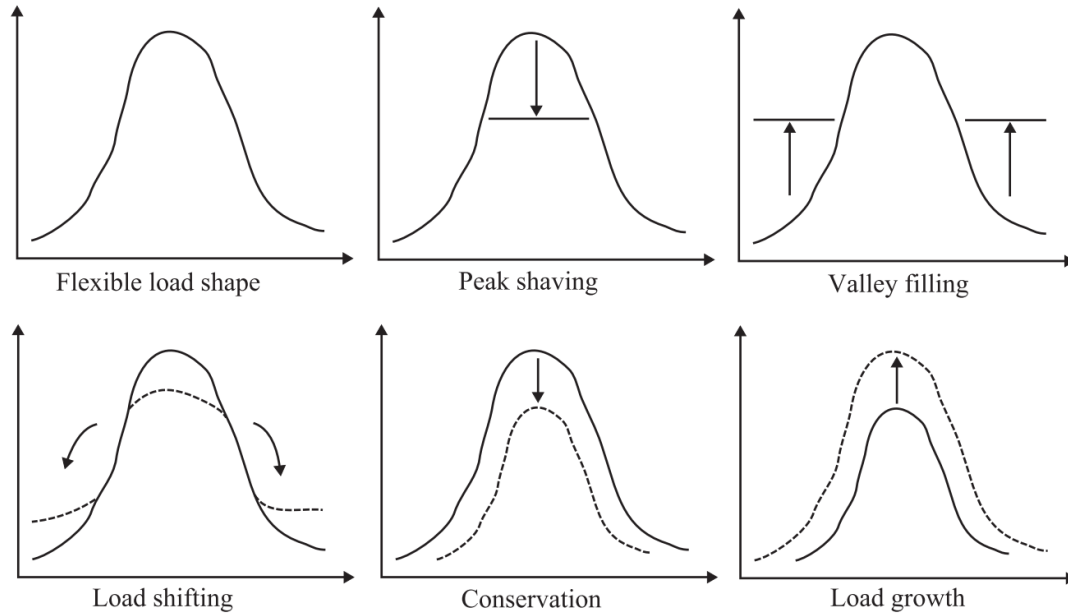 Flexible load shape
Peak shaving
Valley filling
Load shifting
Conservation
Load growth